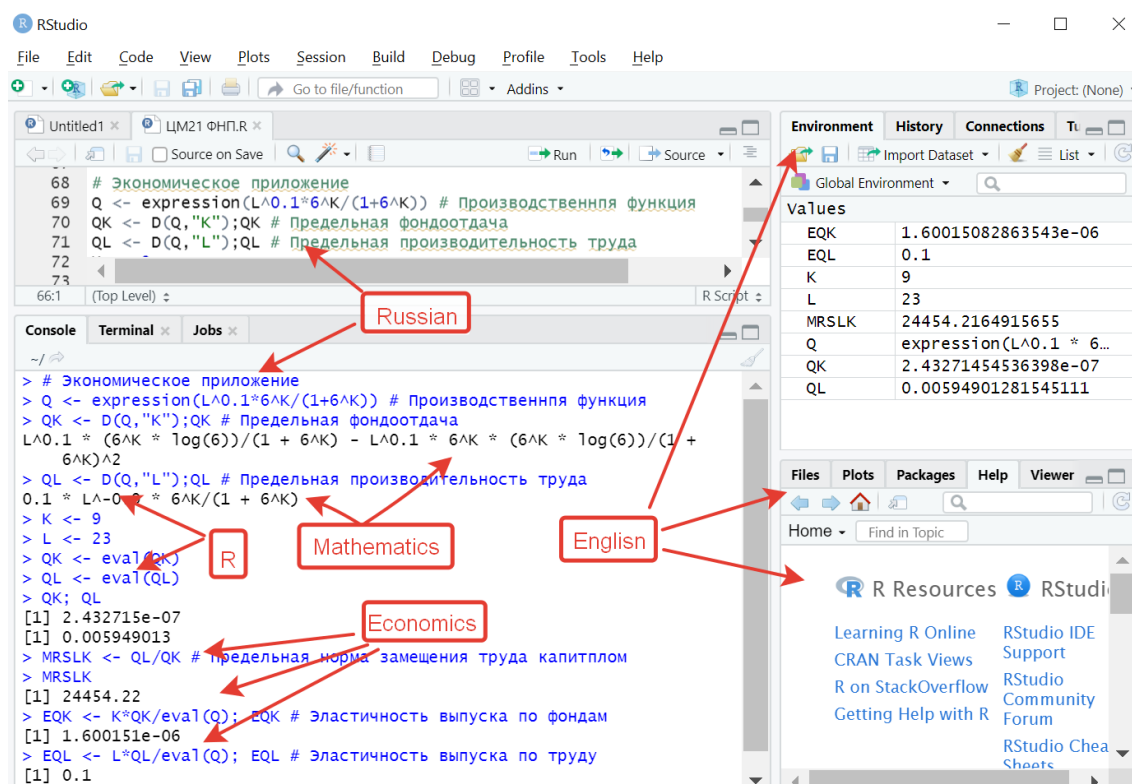 RStudio
File Edit Code View Plots Session Build Debug Profile Tools Help
Go to file/function Addins Project: (None)
Untitled1 ЦМ21 ФНП.R
Source on Save Run Source
68 # Экономическое приложение
69 Q <- expression(L^0.1*6^K/(1+6^K)) # Производственнпя функция
70 QK <- D(Q,"K");QK # Предельная фондоотдача
71 QL <- D(Q,"L");QL # Предельная производительность труда
72
73
66:1 (Top Level) R Script
Russian
Console Terminal Jobs
~/
> # Экономическое приложение
> Q <- expression(L^0.1*6^K/(1+6^K)) # Производственнпя функция
> QK <- D(Q,"K");QK # Предельная фондоотдача
L^0.1 * (6^K * log(6))/(1 + 6^K) - L^0.1 * 6^K * (6^K * log(6))/(1 +
6^K)^2
> QL <- D(Q,"L");QL # Предельная производительность труда
0.1 * L^-0.9 * 6^K/(1 + 6^K)
> K <- 9
> L <- 23
> QK <- eval(QK)
> QL <- eval(QL)
> QK; QL
[1] 2.432715e-07
[1] 0.005949013
> MRSLK <- QL/QK # Предельная норма замещения труда капитплом
> MRSLK
[1] 24454.22
> EQK <- K*QK/eval(Q); EQK # Эластичность выпуска по фондам
[1] 1.600151e-06
> EQL <- L*QL/eval(Q); EQL # Эластичность выпуска по труду
[1] 0.1
R
Mathematics
Economics
Englisn
Environment History Connections Tu
Import Dataset List
Global Environment
Values
EQK 1.60015082863543e-06
EQL 0.1
K 9
L 23
MRSLK 24454.2164915655
Q expression(L^0.1 * 6…
QK 2.43271454536398e-07
QL 0.00594901281545111
Files Plots Packages Help Viewer
Home Find in Topic
R Resources RStudi
Learning R Online
CRAN Task Views
R on StackOverflow
Getting Help with R
RStudio IDE
Support
RStudio
Community
Forum
RStudio Chea
Sheets